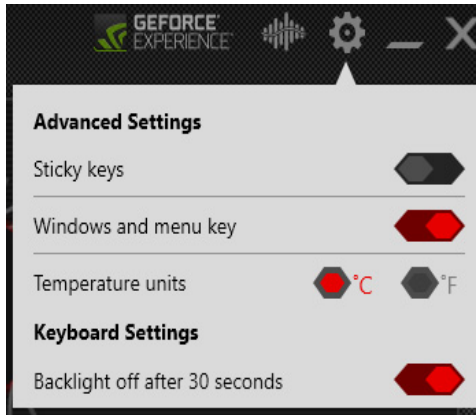 GEFORCE
EXPERIENCE
Advanced Settings
Sticky keys
Windows and menu key
Temperature units °C °F
Keyboard Settings
Backlight off after 30 seconds